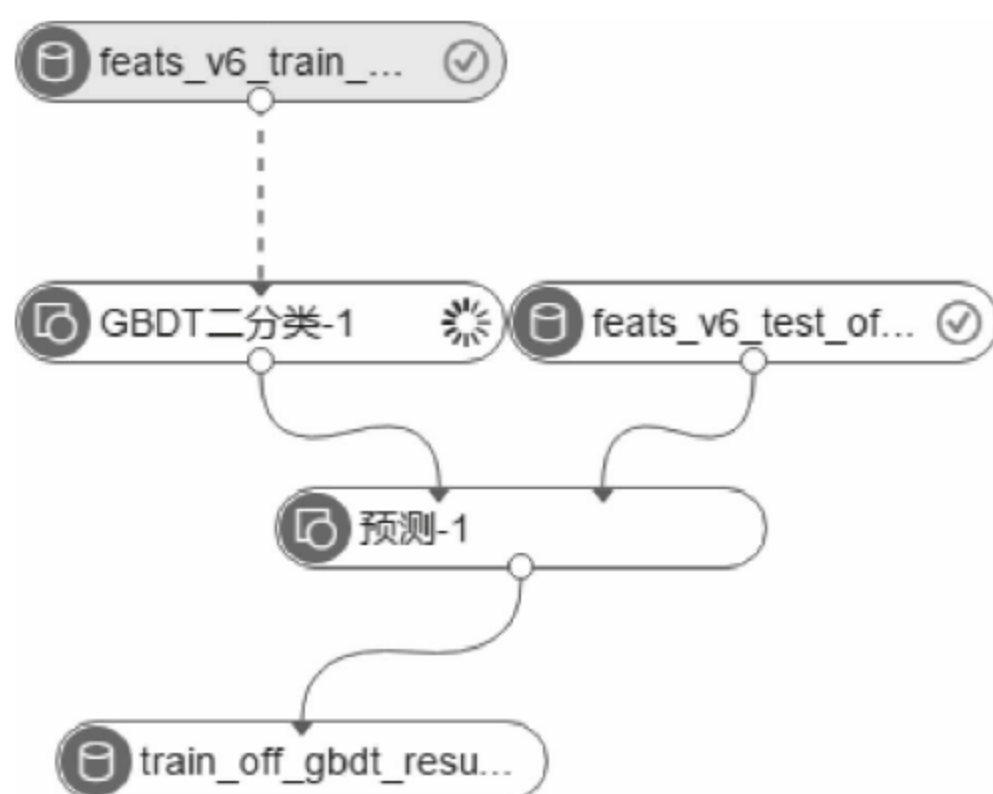 feats_v6_train_...
GBDT二分类-1
feats_v6_test_of...
预测-1
train_off_gbdt_resu...